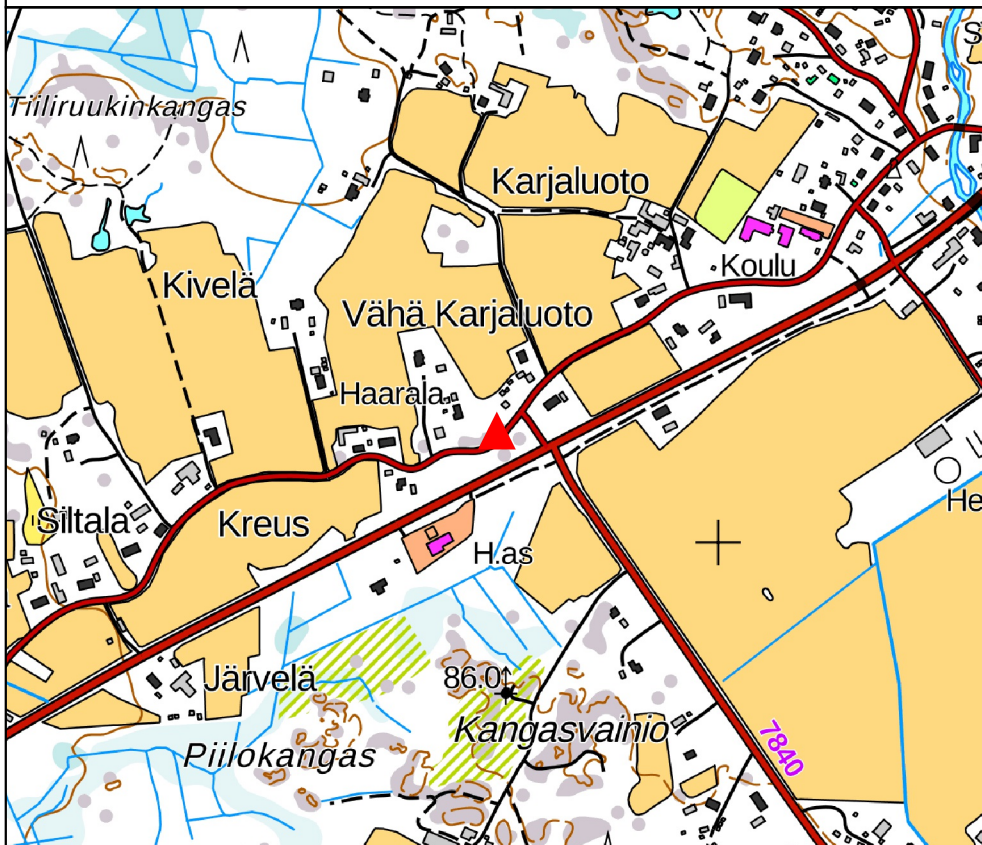 S
Tiiliruukinkangas
Karjaluoto
Koulu
Kivelä
Vähä Karjaluoto
Haarala
Siltala
Kreus
He
H.as
Järvelä
86.0
Kangasvainio
Piilokangas
7840